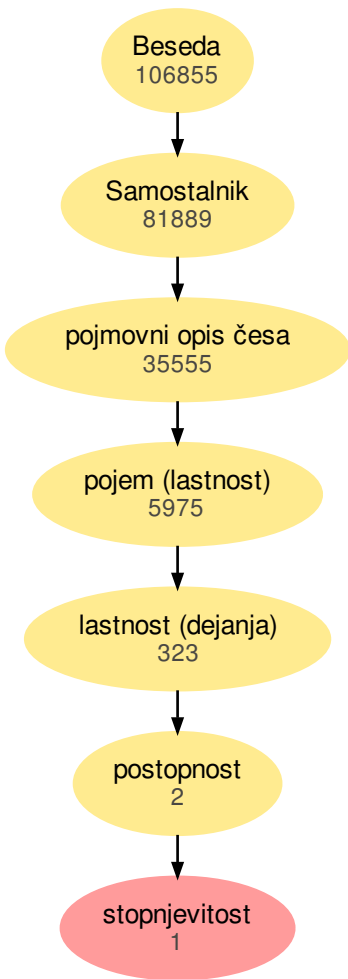 Beseda
106855
Samostalnik
81889
pojmovni opis česa
35555
pojem (lastnost)
5975
lastnost (dejanja)
323
postopnost
2
stopnjevitost
1